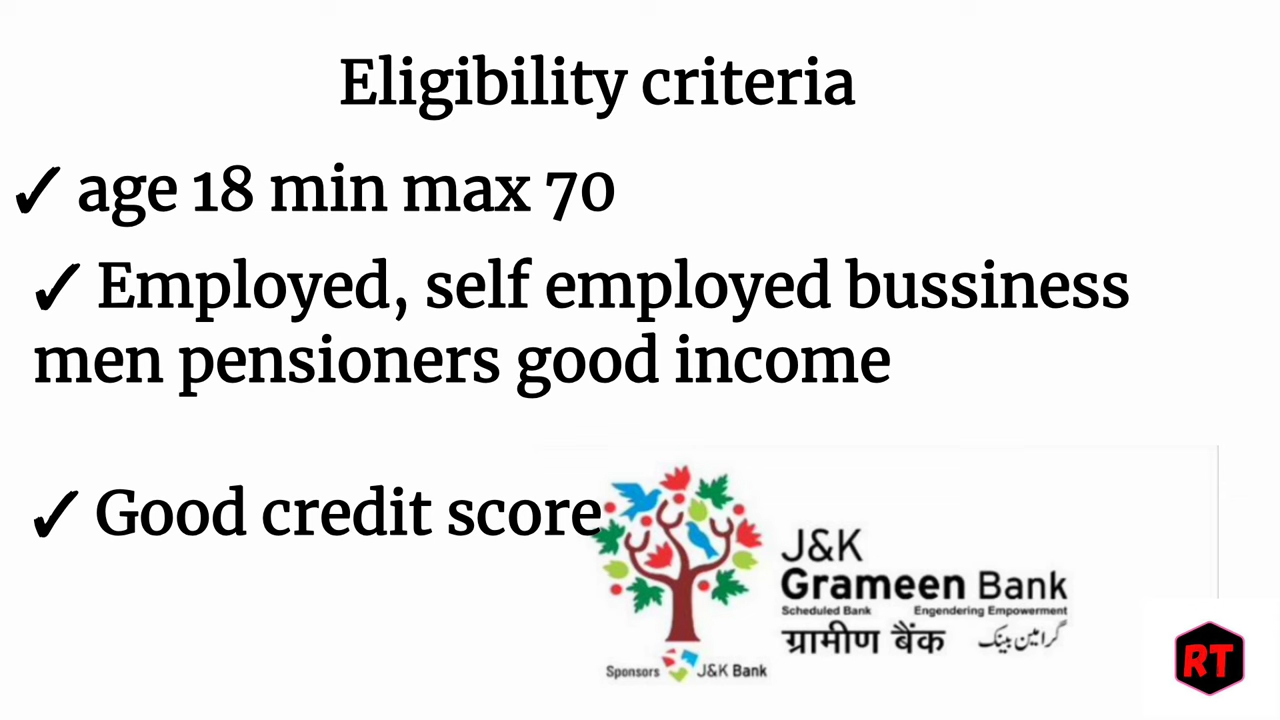 Eligibility criteria
✓ age 18 min max 70
✓ Employed, self employed bussiness
men pensioners good income
✓ Good credit score
J&K
Grameen Bank
Scheduled Bank Engendering Empowerment
ग्रामीण बैंक گرامین بینک
Sponsors J&K Bank
RT